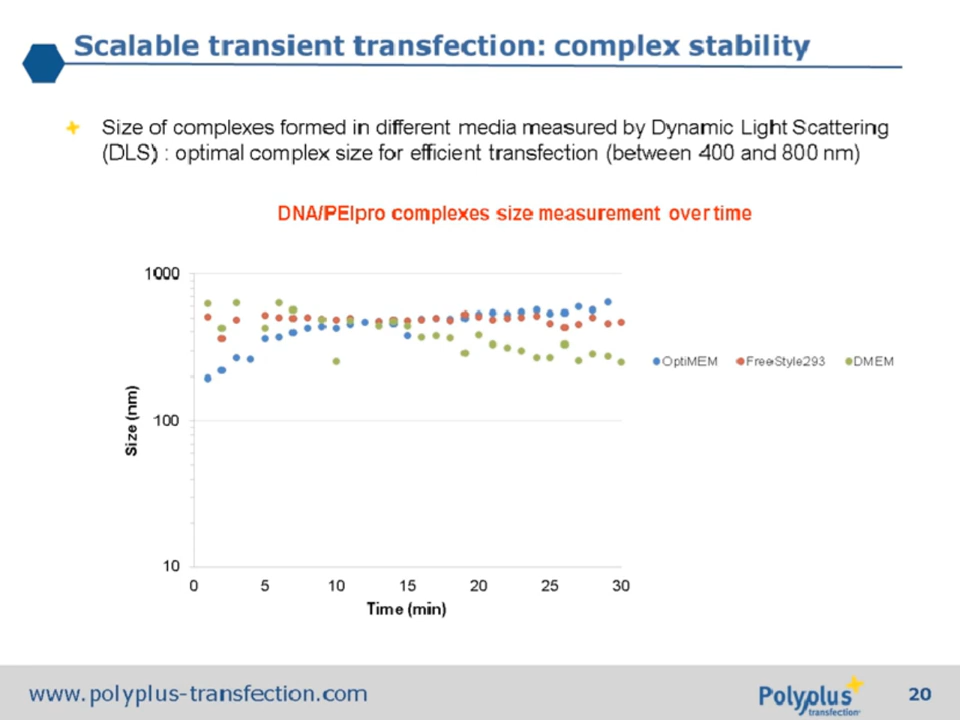 Scalable transient transfection: complex stability
Size of complexes formed in different media measured by Dynamic Light Scattering
(DLS) : optimal complex size for efficient transfection (between 400 and 800 nm)
DNA/PEIpro complexes size measurement over time
1000
100
10
Size (nm)
0 5 10 15 20 25 30
Time (min)
OptiMEM FreeStyle293 DMEM
www.polyplus-transfection.com
Polyplus
transfection
20